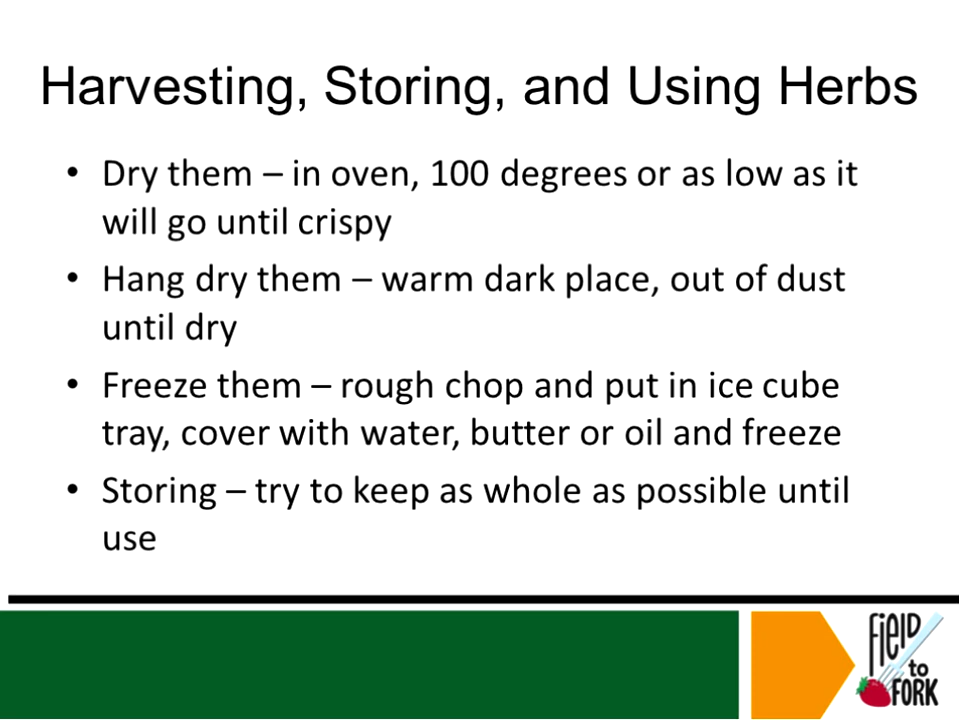 Harvesting, Storing, and Using Herbs
• Dry them – in oven, 100 degrees or as low as it
will go until crispy
• Hang dry them – warm dark place, out of dust
until dry
• Freeze them – rough chop and put in ice cube
tray, cover with water, butter or oil and freeze
• Storing – try to keep as whole as possible until
use
fielD
to
FORK